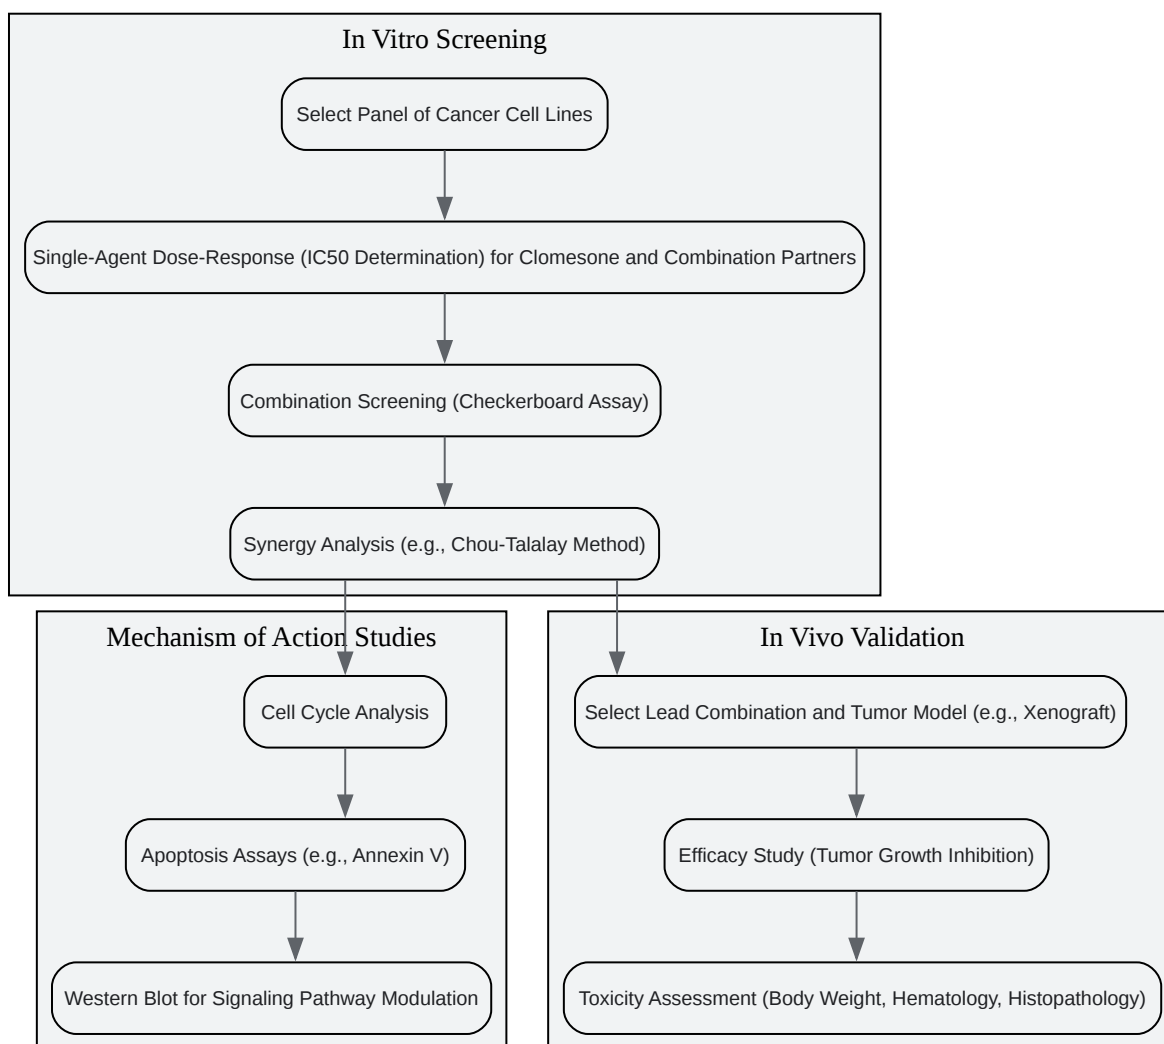 In Vitro Screening
Select Panel of Cancer Cell Lines
Single-Agent Dose-Response (IC50 Determination) for Clomesone and Combination Partners
Combination Screening (Checkerboard Assay)
Synergy Analysis (e.g., Chou-Talalay Method)
Mechanism of Action Studies
Cell Cycle Analysis
Apoptosis Assays (e.g., Annexin V)
Western Blot for Signaling Pathway Modulation
In Vivo Validation
Select Lead Combination and Tumor Model (e.g., Xenograft)
Efficacy Study (Tumor Growth Inhibition)
Toxicity Assessment (Body Weight, Hematology, Histopathology)